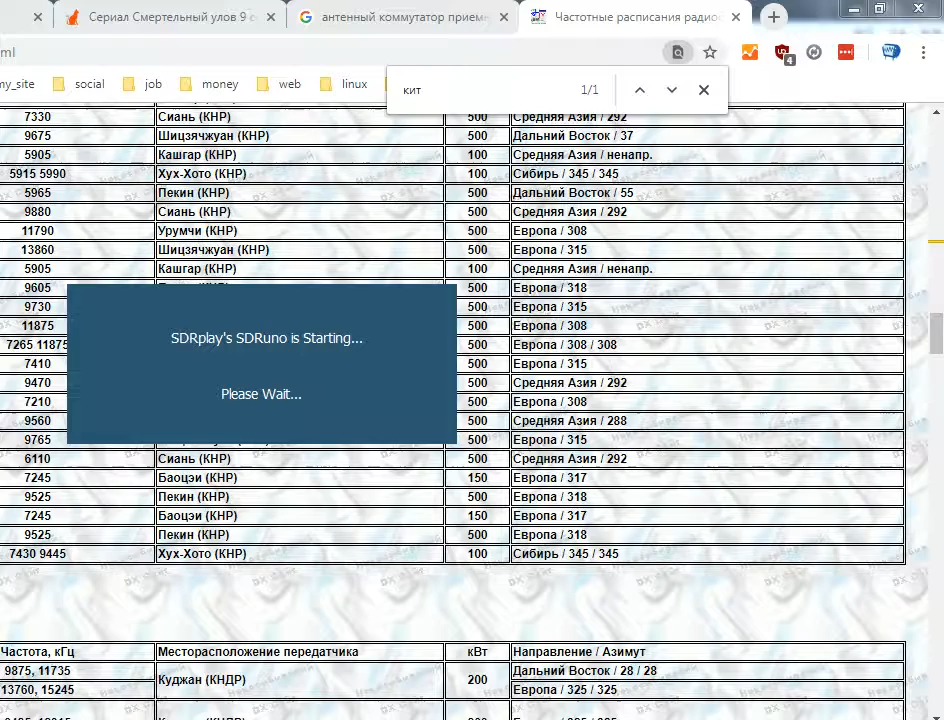 Сериал Смертельный улов 9 с
антенный коммутатор прием
Частотные расписания радио
ml
4
my_site social job money web linux
кит 1/1
7330 Сиань (КНР) 500 Средняя Азия / 292
9675 Шицзячжуан (КНР) 500 Дальний Восток / 37
5905 Кашгар (КНР) 100 Средняя Азия / ненапр.
5915 5990 Хух-Хото (КНР) 100 Сибирь / 345 / 345
5965 Пекин (КНР) 500 Дальний Восток / 55
9880 Сиань (КНР) 500 Средняя Азия / 292
11790 Урумчи (КНР) 500 Европа / 308
13860 Шицзячжуан (КНР) 500 Европа / 315
5905 Кашгар (КНР) 100 Средняя Азия / ненапр.
9605 500 Европа / 318
9730 500 Европа / 315
11875 500 Европа / 308
7265 11875 500 Европа / 308 / 308
7410 500 Европа / 315
9470 500 Средняя Азия / 292
7210 500 Европа / 308
9560 500 Средняя Азия / 288
9765 500 Европа / 315
SDRplay's SDRuno is Starting...
Please Wait...
6110 Сиань (КНР) 500 Средняя Азия / 292
7245 Баоцзи (КНР) 150 Европа / 317
9525 Пекин (КНР) 500 Европа / 318
7245 Баоцзи (КНР) 150 Европа / 317
9525 Пекин (КНР) 500 Европа / 318
7430 9445 Хух-Хото (КНР) 100 Сибирь / 345 / 345
Частота, кГц Месторасположение передатчика кВт Направление / Азимут
9875, 11735 Куджан (КНДР) 200 Дальний Восток / 28 / 28
13760, 15245 Европа / 325 / 325